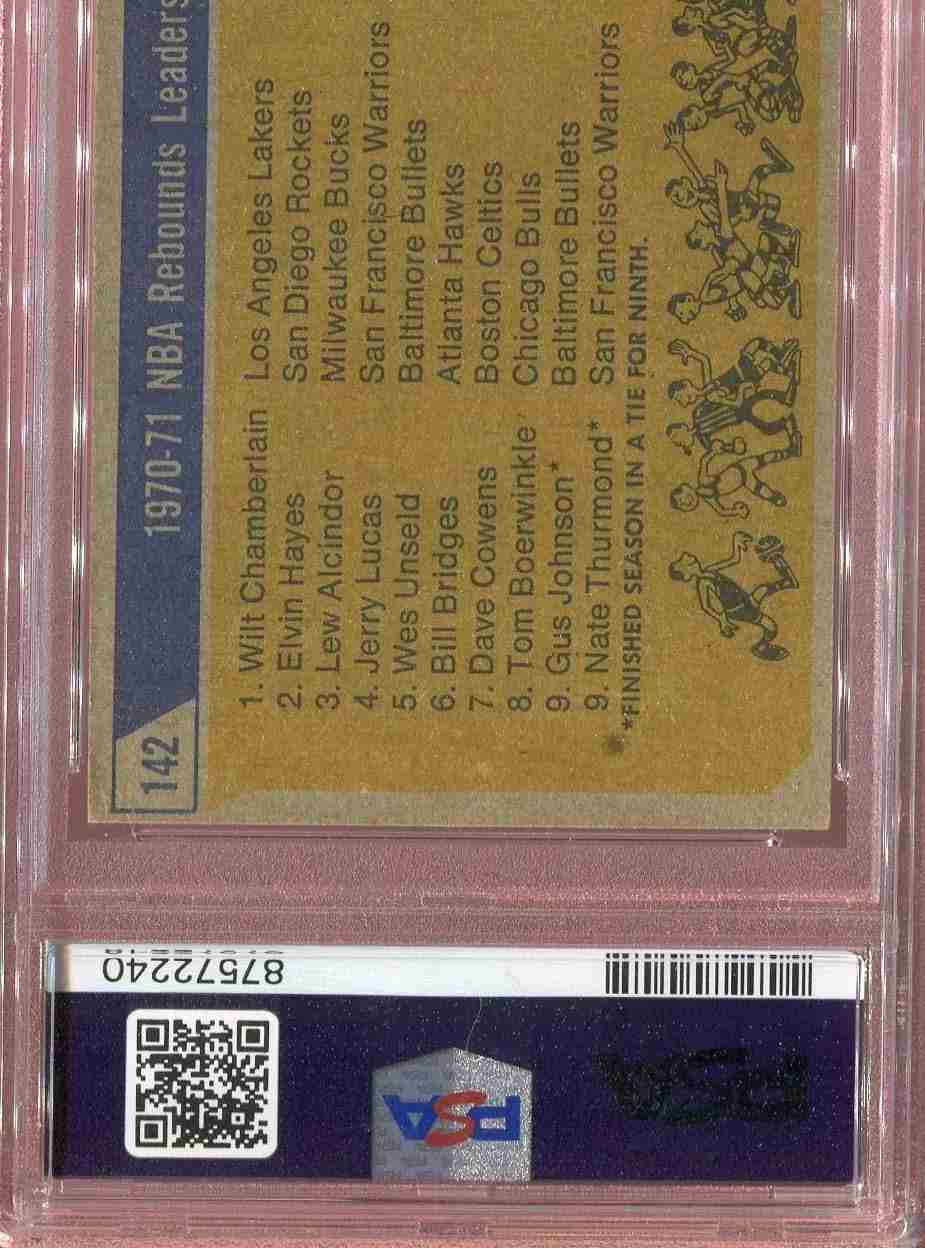 142
1970-71 NBA Rebounds Leaders
1. Wilt Chamberlain Los Angeles Lakers
2. Elvin Hayes San Diego Rockets
3. Lew Alcindor Milwaukee Bucks
4. Jerry Lucas San Francisco Warriors
5. Wes Unseld Baltimore Bullets
6. Bill Bridges Atlanta Hawks
7. Dave Cowens Boston Celtics
8. Tom Boerwinkle Chicago Bulls
9. Gus Johnson* Baltimore Bullets
9. Nate Thurmond* San Francisco Warriors
*FINISHED SEASON IN A TIE FOR NINTH.
87572240
PSA
PSA